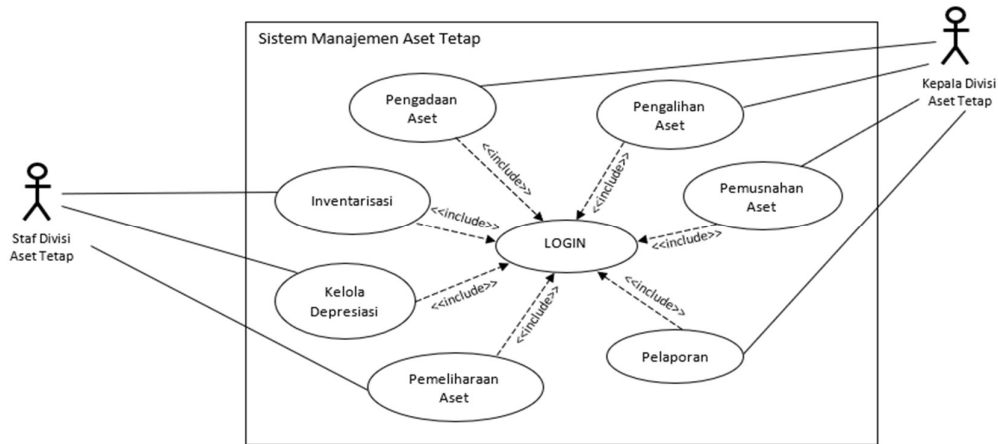 Sistem Manajemen Aset Tetap
Kepala Divisi
Aset Tetap
Pengadaan
Aset
Pengalihan
Aset
<<include>>
<<include>>
Pemusnahan
Aset
Inventarisasi
<<include>>
LOGIN
<<include>>
Staf Divisi
Aset Tetap
Kelola
Depresiasi
<<include>>
<<include>>
<<include>>
Pelaporan
Pemeliharaan
Aset